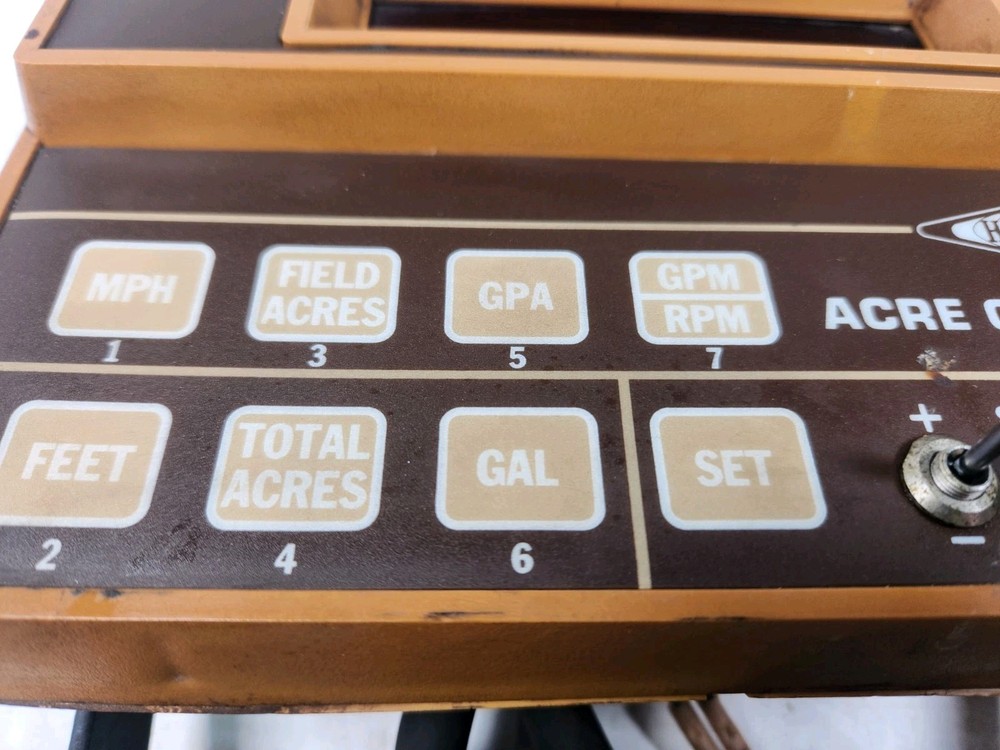 MPH
FIELD
ACRES
GPA
GPM
RPM
1
3
5
7
ACRE
FEET
TOTAL
ACRES
GAL
SET
+
−
2
4
6